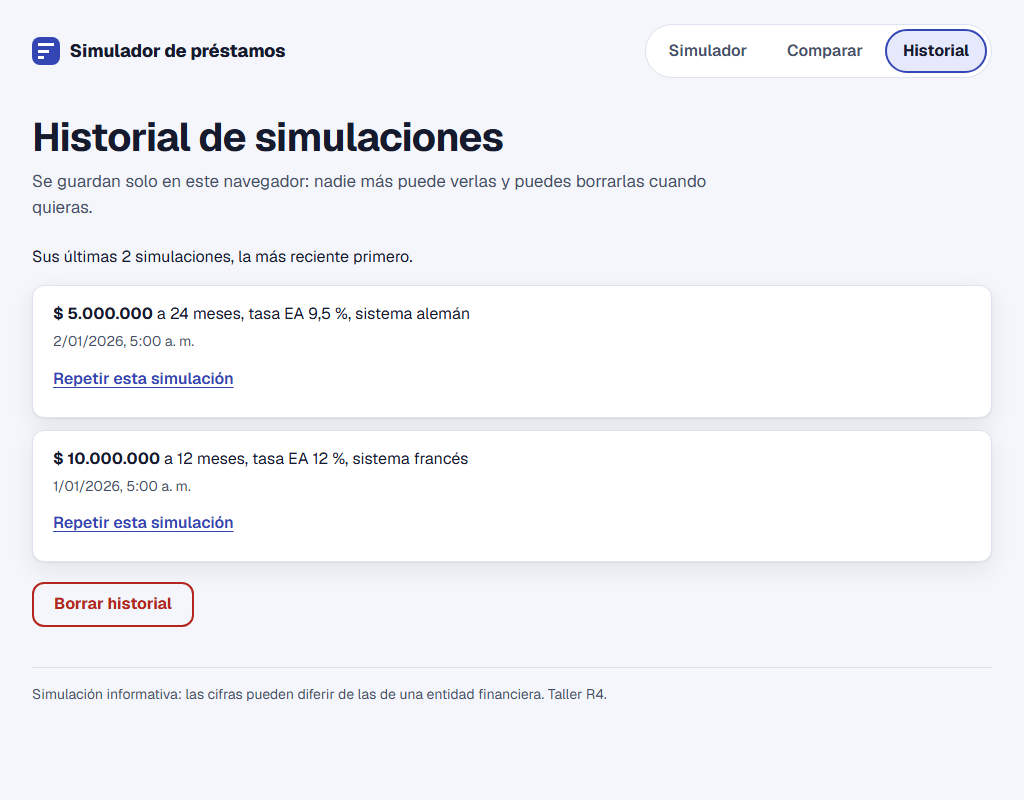 Simulador de préstamos
Simulador
Comparar
Historial
Historial de simulaciones
Se guardan solo en este navegador: nadie más puede verlas y puedes borrarlas cuando
quieras.
Sus últimas 2 simulaciones, la más reciente primero.
$ 5.000.000 a 24 meses, tasa EA 9,5 %, sistema alemán
2/01/2026, 5:00 a. m.
Repetir esta simulación
$ 10.000.000 a 12 meses, tasa EA 12 %, sistema francés
1/01/2026, 5:00 a. m.
Repetir esta simulación
Borrar historial
Simulación informativa: las cifras pueden diferir de las de una entidad financiera. Taller R4.